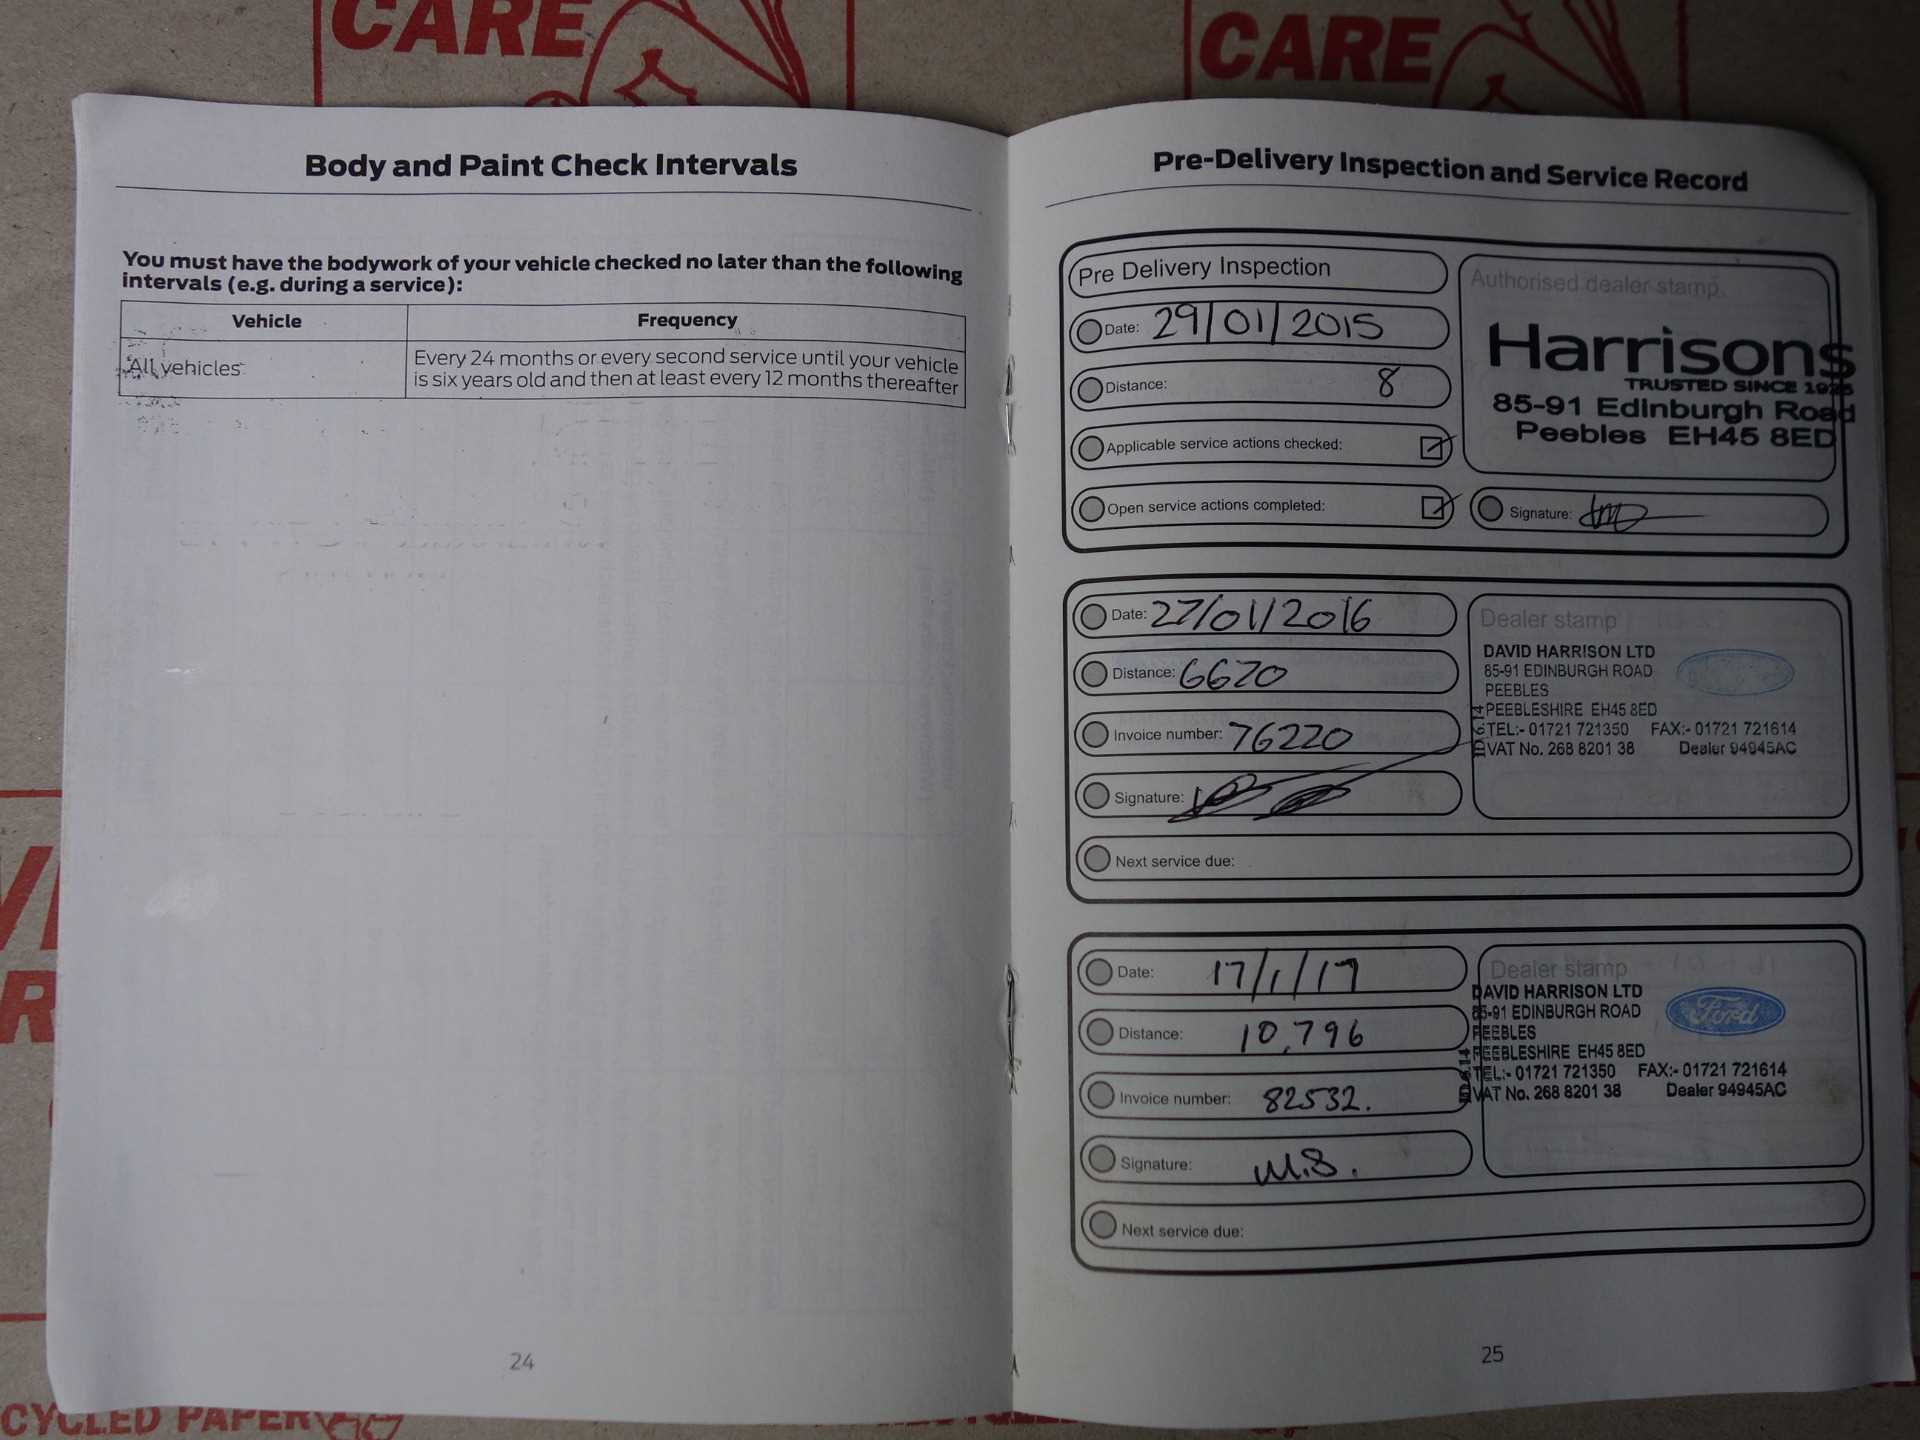 CARE
CARE
Body and Paint Check Intervals
You must have the bodywork of your vehicle checked no later than the following
intervals (e.g. during a service):
Vehicle
Frequency
All vehicles
Every 24 months or every second service until your vehicle
is six years old and then at least every 12 months thereafter
24
Pre-Delivery Inspection and Service Record
Pre Delivery Inspection
Date: 29/01/2015
Distance: 8
Applicable service actions checked:
Open service actions completed:
Authorised dealer stamp.
Harrisons
TRUSTED SINCE
85-91 Edinburgh Road
Peebles EH45 8ED
Signature:
Date: 27/01/2016
Distance: 6620
Invoice number: 76220
Signature:
Next service due:
Dealer stamp
DAVID HARRISON LTD
85-91 EDINBURGH ROAD
PEEBLES
PEEBLESHIRE EH45 8ED
TEL:- 01721 721350 FAX:- 01721 721614
VAT No. 268 8201 38 Dealer 94945AC
ID.6.14
Date: 17/1/17
Distance: 10,796
Invoice number: 82532.
Signature: M.S.
Next service due:
Dealer stamp
DAVID HARRISON LTD
Ford
85-91 EDINBURGH ROAD
PEEBLES
PEEBLESHIRE EH45 8ED
TEL:- 01721 721350 FAX:- 01721 721614
VAT No. 268 8201 38 Dealer 94945AC
ID.6.14
25
CYCLED PAPER